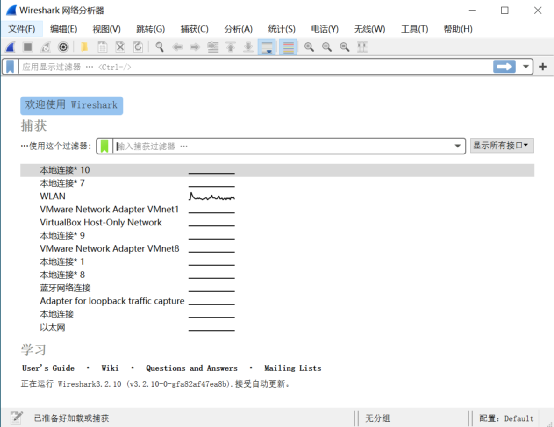 Wireshark 网络分析器
文件(F) 编辑(E) 视图(V) 跳转(G) 捕获(C) 分析(A) 统计(S) 电话(Y) 无线(W) 工具(T) 帮助(H)
应用显示过滤器 … <Ctrl-/>
欢迎使用 Wireshark
捕获
…使用这个过滤器: 输入捕获过滤器 … 显示所有接口
本地连接* 10
本地连接* 7
WLAN
VMware Network Adapter VMnet1
VirtualBox Host-Only Network
本地连接* 9
VMware Network Adapter VMnet8
本地连接* 1
本地连接* 8
蓝牙网络连接
Adapter for loopback traffic capture
本地连接
以太网
学习
User's Guide · Wiki · Questions and Answers · Mailing Lists
正在运行 Wireshark3.2.10 (v3.2.10-0-gfa82af47ea8b).接受自动更新。
已准备好加载或捕获 无分组 配置: Default